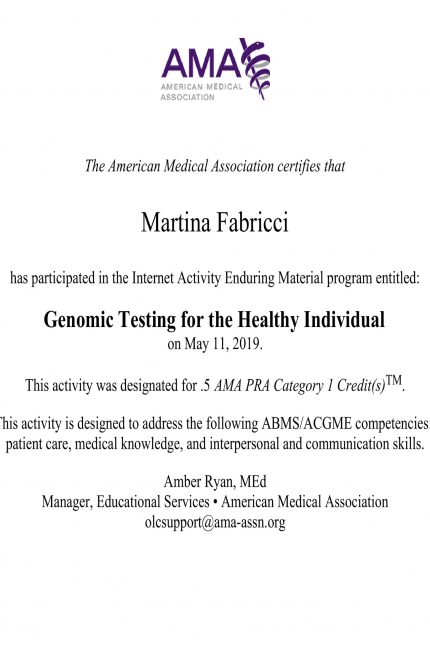 AMA
AMERICAN MEDICAL
ASSOCIATION
The American Medical Association certifies that
Martina Fabricci
has participated in the Internet Activity Enduring Material program entitled:
Genomic Testing for the Healthy Individual
on May 11, 2019.
This activity was designated for .5 AMA PRA Category 1 Credit(s)TM.
This activity is designed to address the following ABMS/ACGME competencies:
patient care, medical knowledge, and interpersonal and communication skills.
Amber Ryan, MEd
Manager, Educational Services • American Medical Association
olcsupport@ama-assn.org